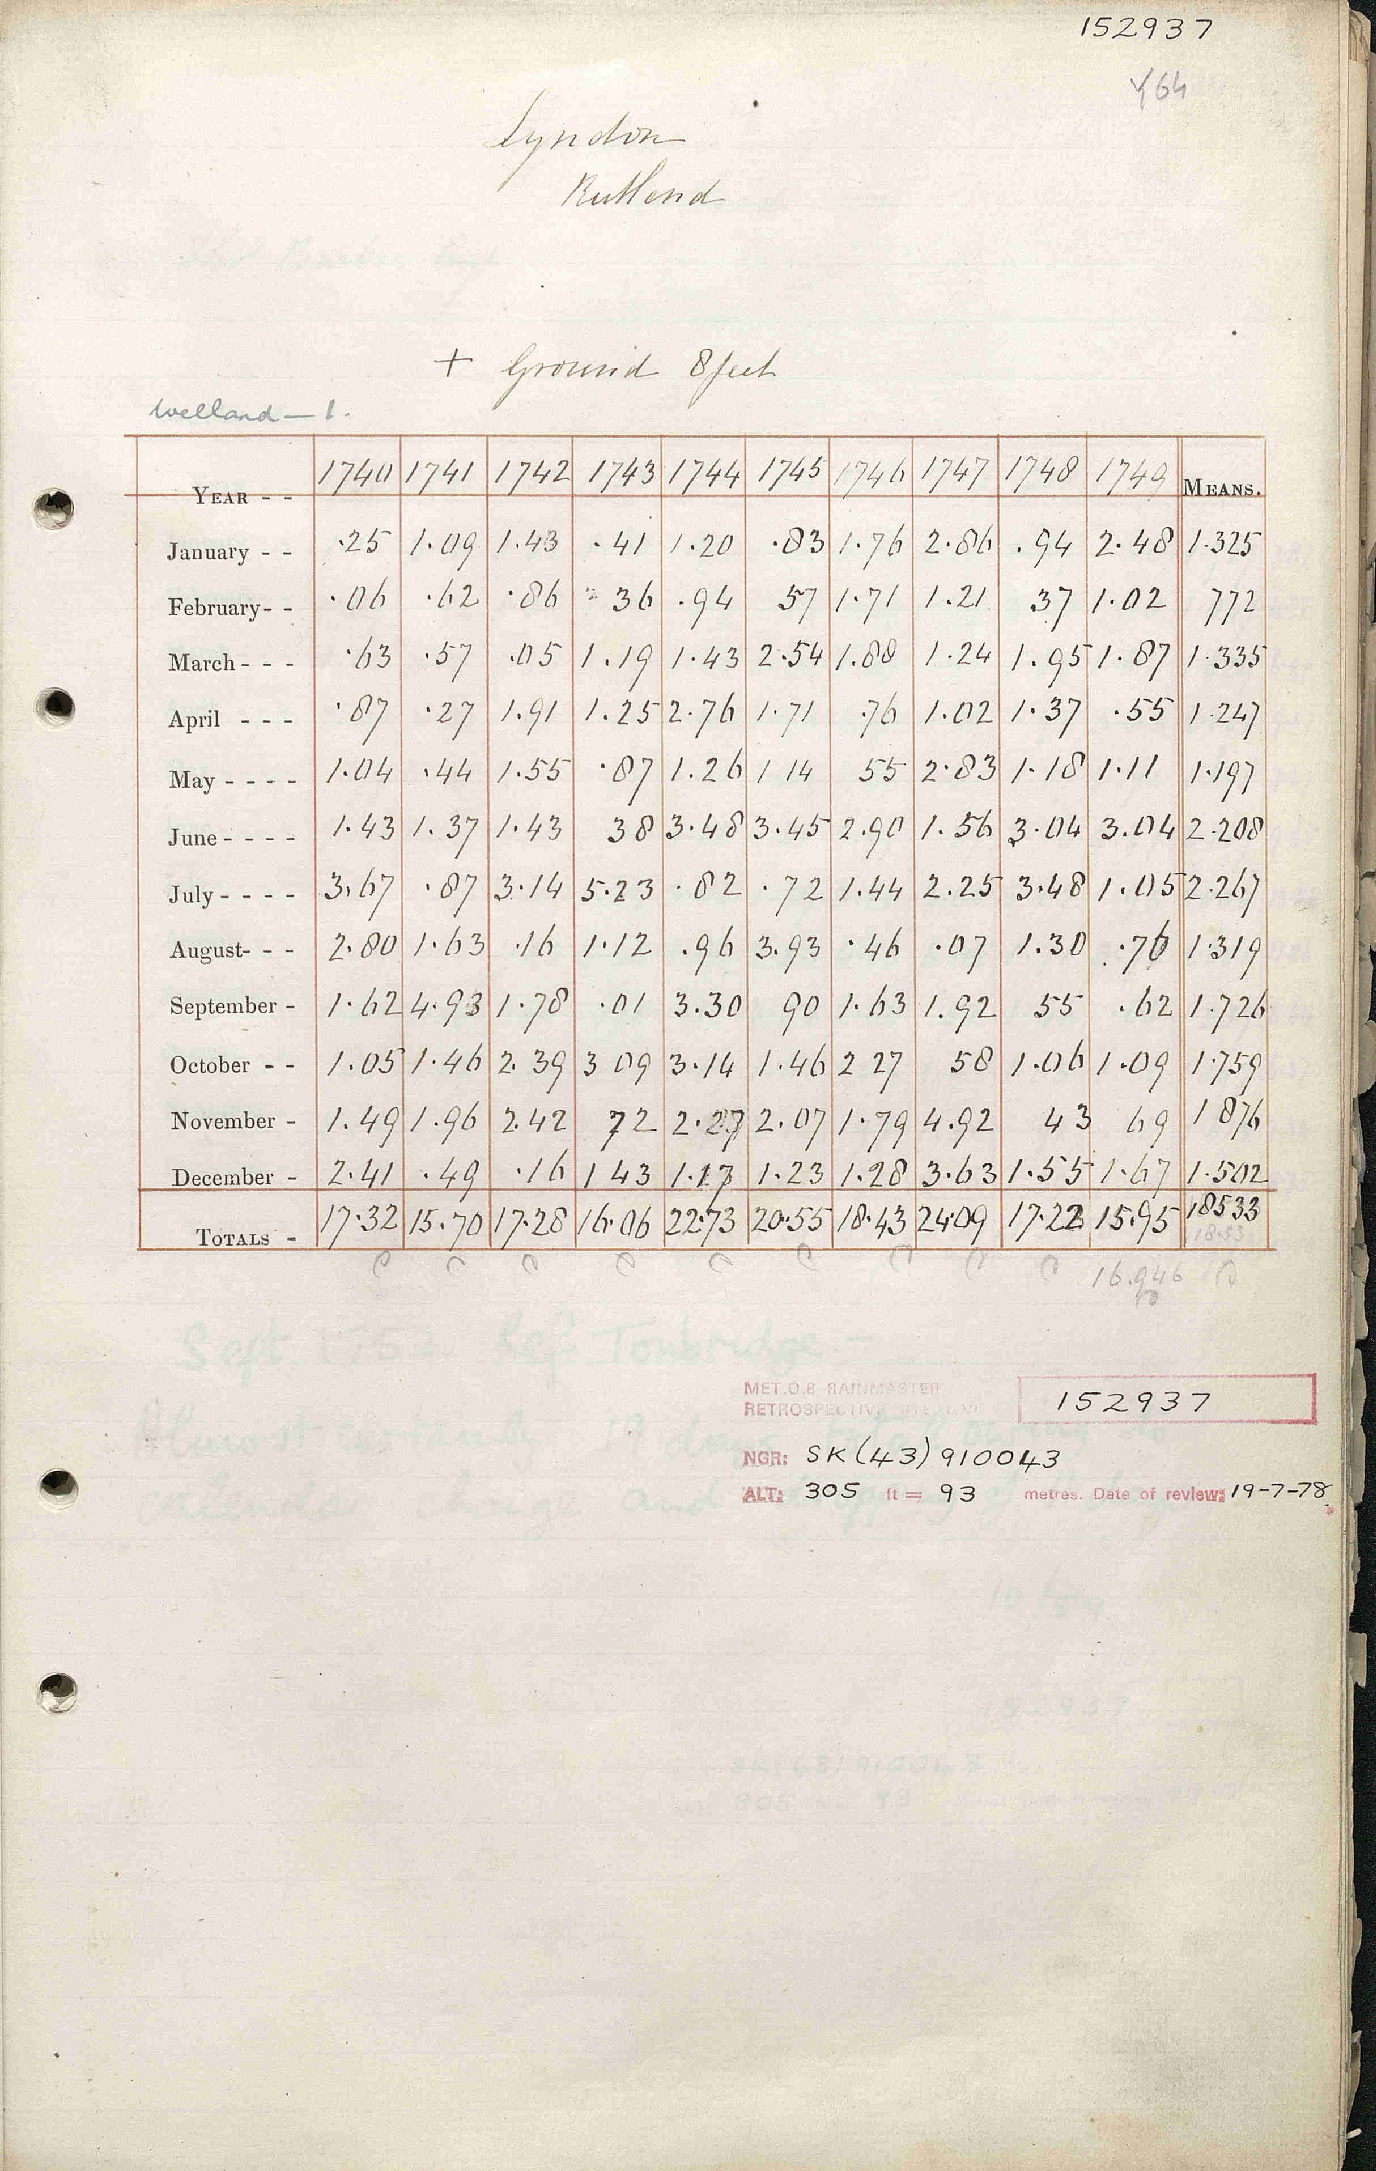 152937
Y64
Lyndon
Rutland
+ Ground 8 feet
Welland — 1.
YEAR - - 1740 1741 1742 1743 1744 1745 1746 1747 1748 1749 MEANS.
January - - .25 1.09 1.43 .41 1.20 .83 1.76 2.86 .94 2.48 1.325
February- - .06 .62 .86 36 .94 57 1.71 1.21 37 1.02 772
March - - - .63 .57 .05 1.19 1.43 2.54 1.88 1.24 1.95 1.87 1.335
April - - - .87 .27 1.91 1.25 2.76 1.71 .76 1.02 1.37 .55 1.247
May - - - - 1.04 .44 1.55 .87 1.26 1 14 55 2.83 1.18 1.11 1.197
June - - - - 1.43 1.37 1.43 38 3.48 3.45 2.90 1.56 3.04 3.04 2.208
July - - - - 3.67 .87 3.14 5.23 .82 .72 1.44 2.25 3.48 1.05 2.267
August- - - 2.80 1.63 .16 1.12 .96 3.93 .46 .07 1.30 .76 1.319
September - 1.62 4.93 1.78 .01 3.30 90 1.63 1.92 55 .62 1.726
October - - 1.05 1.46 2.39 3 09 3.14 1.46 2 27 58 1.06 1.09 1.759
November - 1.49 1.96 2.42 72 2.27 2.07 1.79 4.92 43 69 1 876
December - 2.41 .49 .16 1 43 1.17 1.23 1.28 3.63 1.55 1.67 1.502
TOTALS - 17.32 15.70 17.28 16.06 22.73 20.55 18.43 24.09 17.22 15.95 18533
18.53
16.946
Sept. 1752 Ref. Tonbridge —
MET.O.8 RAINMASTER
RETROSPECTIVE 152937
NGR: SK(43)910043
ALT: 305 ft = 93 metres. Date of review: 19-7-78